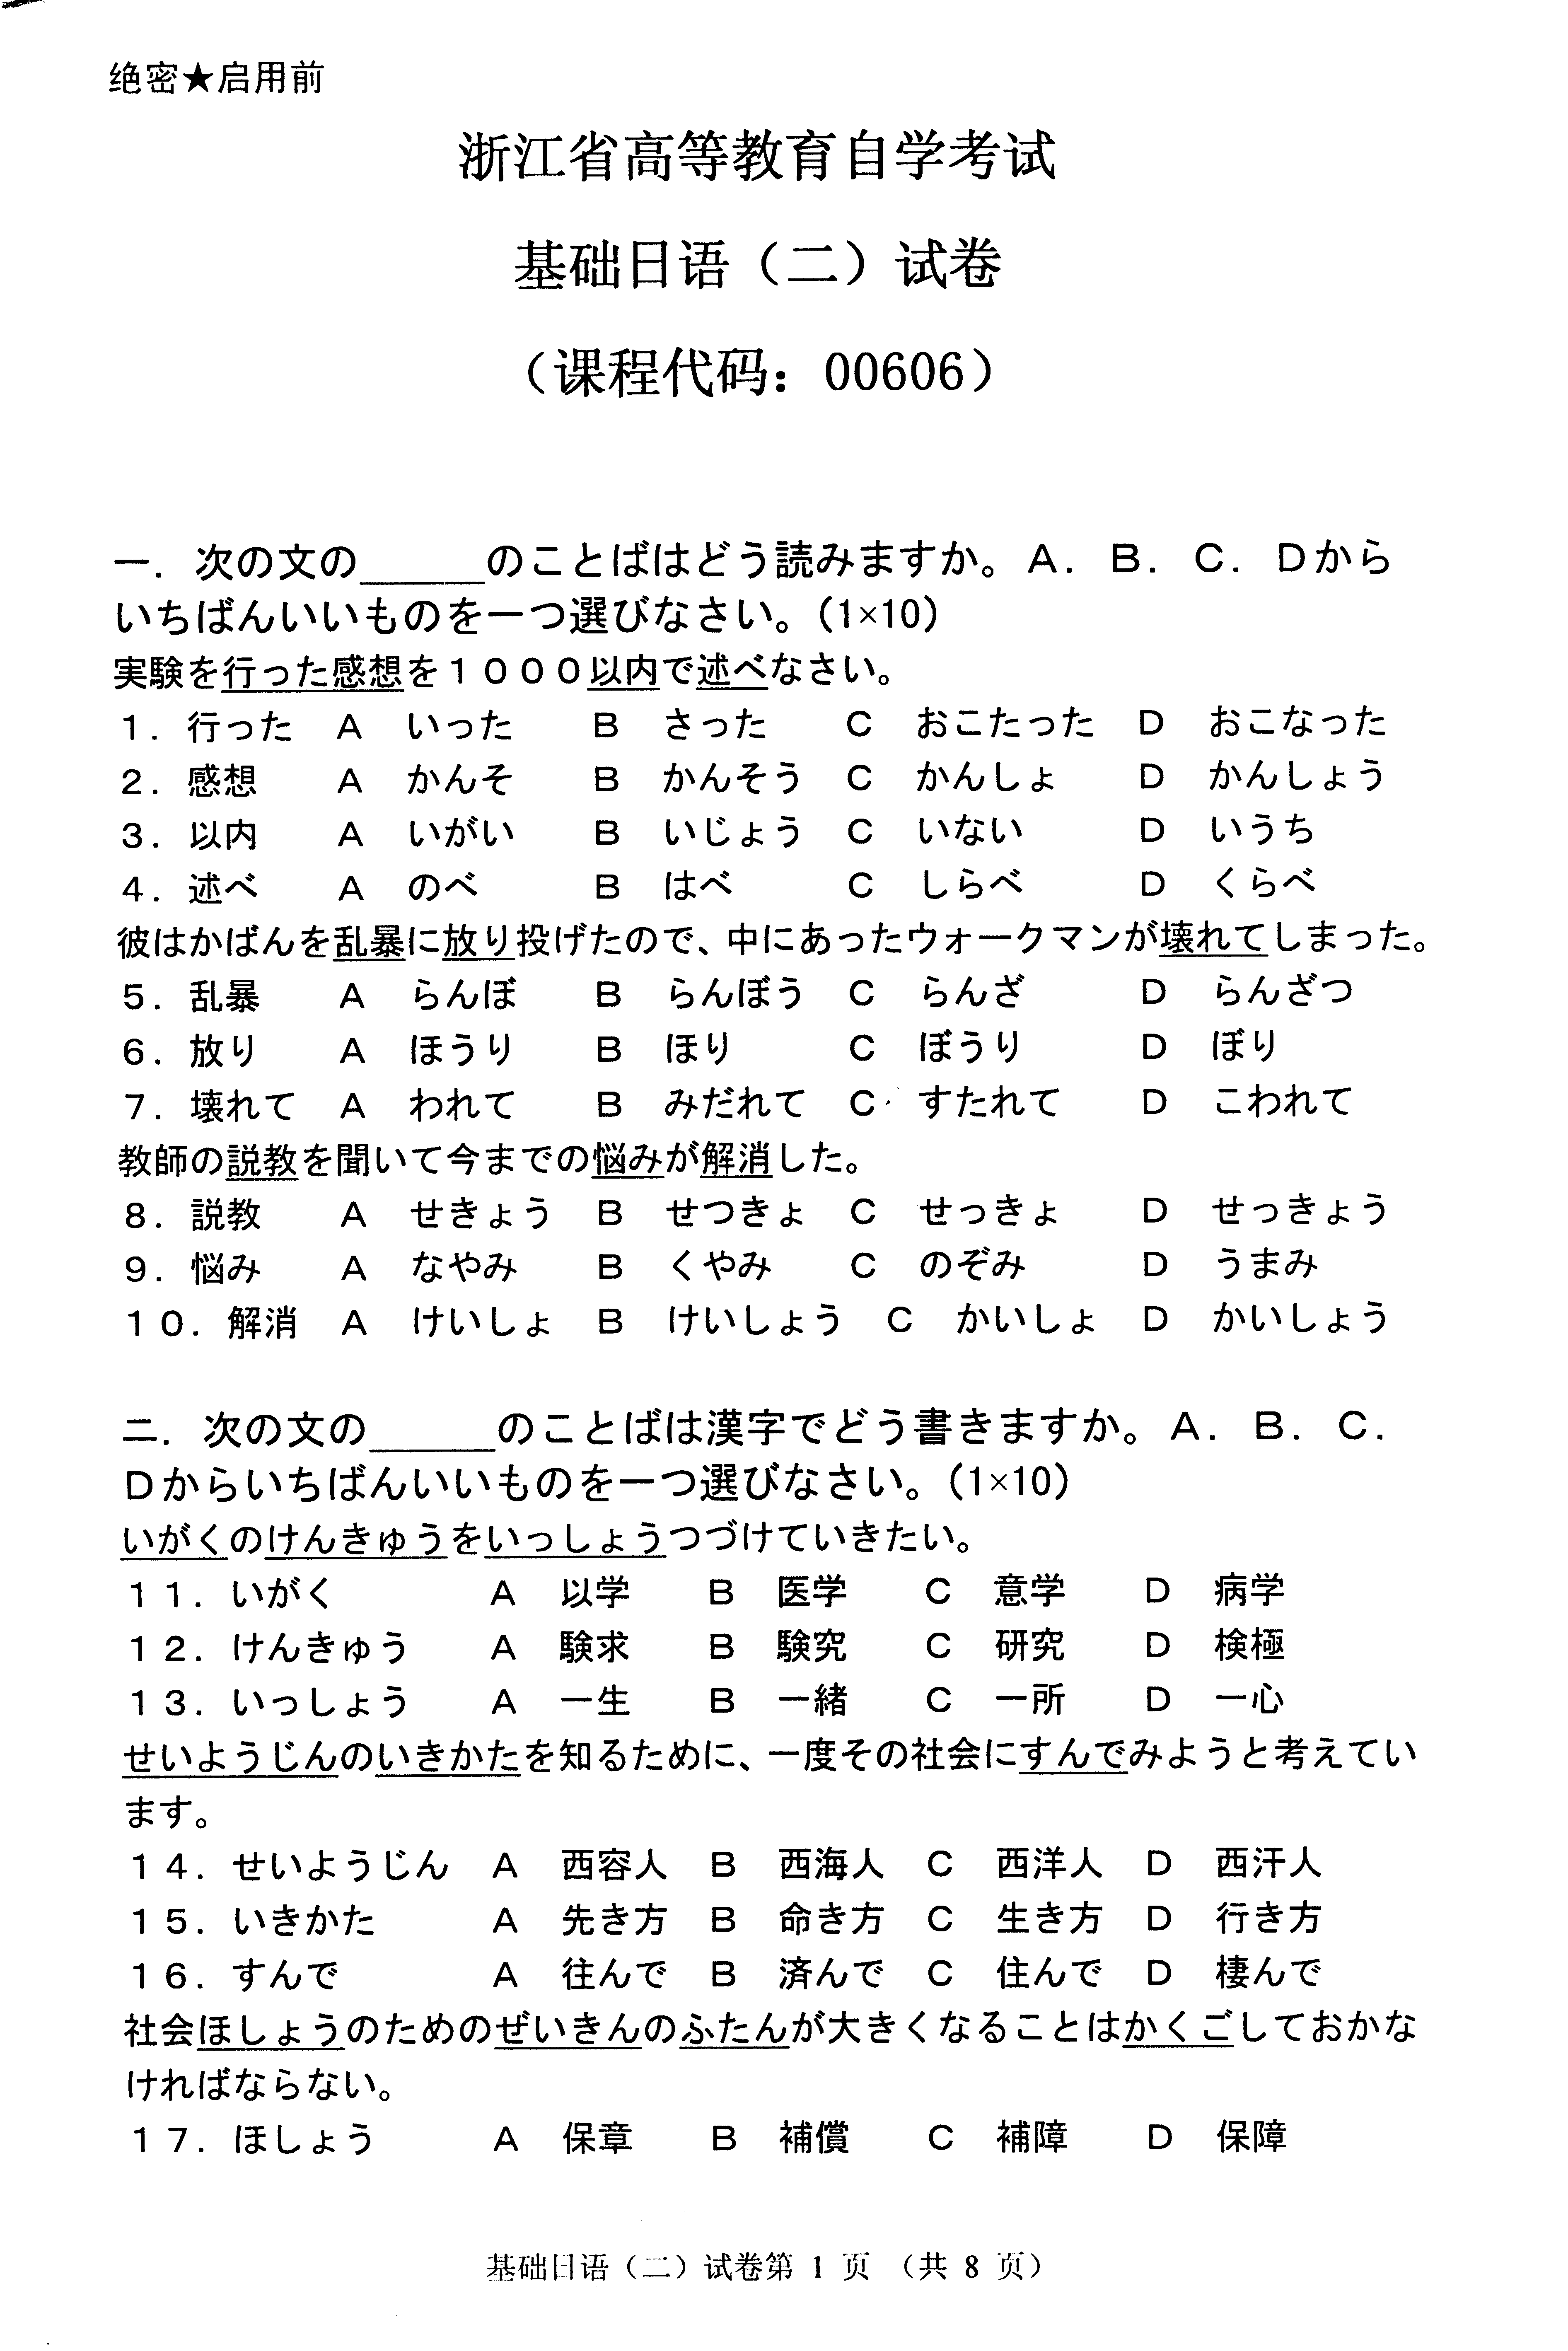 绝密★启用前
浙江省高等教育自学考试
基础日语（二）试卷
（课程代码：00606）
一．次の文の______のことばはどう読みますか。Ａ．Ｂ．Ｃ．Ｄから
いちばんいいものを一つ選びなさい。（1×10）
実験を行った感想を１０００以内で述べなさい。
１．行った　Ａ　いった　Ｂ　さった　Ｃ　おこたった　Ｄ　おこなった
２．感想　Ａ　かんそ　Ｂ　かんそう　Ｃ　かんしょ　Ｄ　かんしょう
３．以内　Ａ　いがい　Ｂ　いじょう　Ｃ　いない　Ｄ　いうち
４．述べ　Ａ　のべ　Ｂ　はべ　Ｃ　しらべ　Ｄ　くらべ
彼はかばんを乱暴に放り投げたので、中にあったウォークマンが壊れてしまった。
５．乱暴　Ａ　らんぼ　Ｂ　らんぼう　Ｃ　らんざ　Ｄ　らんざつ
６．放り　Ａ　ほうり　Ｂ　ほり　Ｃ　ぼうり　Ｄ　ぼり
７．壊れて　Ａ　われて　Ｂ　みだれて　Ｃ　すたれて　Ｄ　こわれて
教師の説教を聞いて今までの悩みが解消した。
８．説教　Ａ　せきょう　Ｂ　せつきょ　Ｃ　せっきょ　Ｄ　せっきょう
９．悩み　Ａ　なやみ　Ｂ　くやみ　Ｃ　のぞみ　Ｄ　うまみ
１０．解消　Ａ　けいしょ　Ｂ　けいしょう　Ｃ　かいしょ　Ｄ　かいしょう
二．次の文の______のことばは漢字でどう書きますか。Ａ．Ｂ．Ｃ．
Ｄからいちばんいいものを一つ選びなさい。（1×10）
いがくのけんきゅうをいっしょうつづけていきたい。
１１．いがく　Ａ　以学　Ｂ　医学　Ｃ　意学　Ｄ　病学
１２．けんきゅう　Ａ　験求　Ｂ　験究　Ｃ　研究　Ｄ　検極
１３．いっしょう　Ａ　一生　Ｂ　一緒　Ｃ　一所　Ｄ　一心
せいようじんのいきかたを知るために、一度その社会にすんでみようと考えてい
ます。
１４．せいようじん　Ａ　西容人　Ｂ　西海人　Ｃ　西洋人　Ｄ　西汗人
１５．いきかた　Ａ　先き方　Ｂ　命き方　Ｃ　生き方　Ｄ　行き方
１６．すんで　Ａ　往んで　Ｂ　済んで　Ｃ　住んで　Ｄ　棲んで
社会ほしょうのためのぜいきんのふたんが大きくなることはかくごしておかな
ければならない。
１７．ほしょう　Ａ　保章　Ｂ　補償　Ｃ　補障　Ｄ　保障
基础日语（二）试卷第 1 页 （共 8 页）